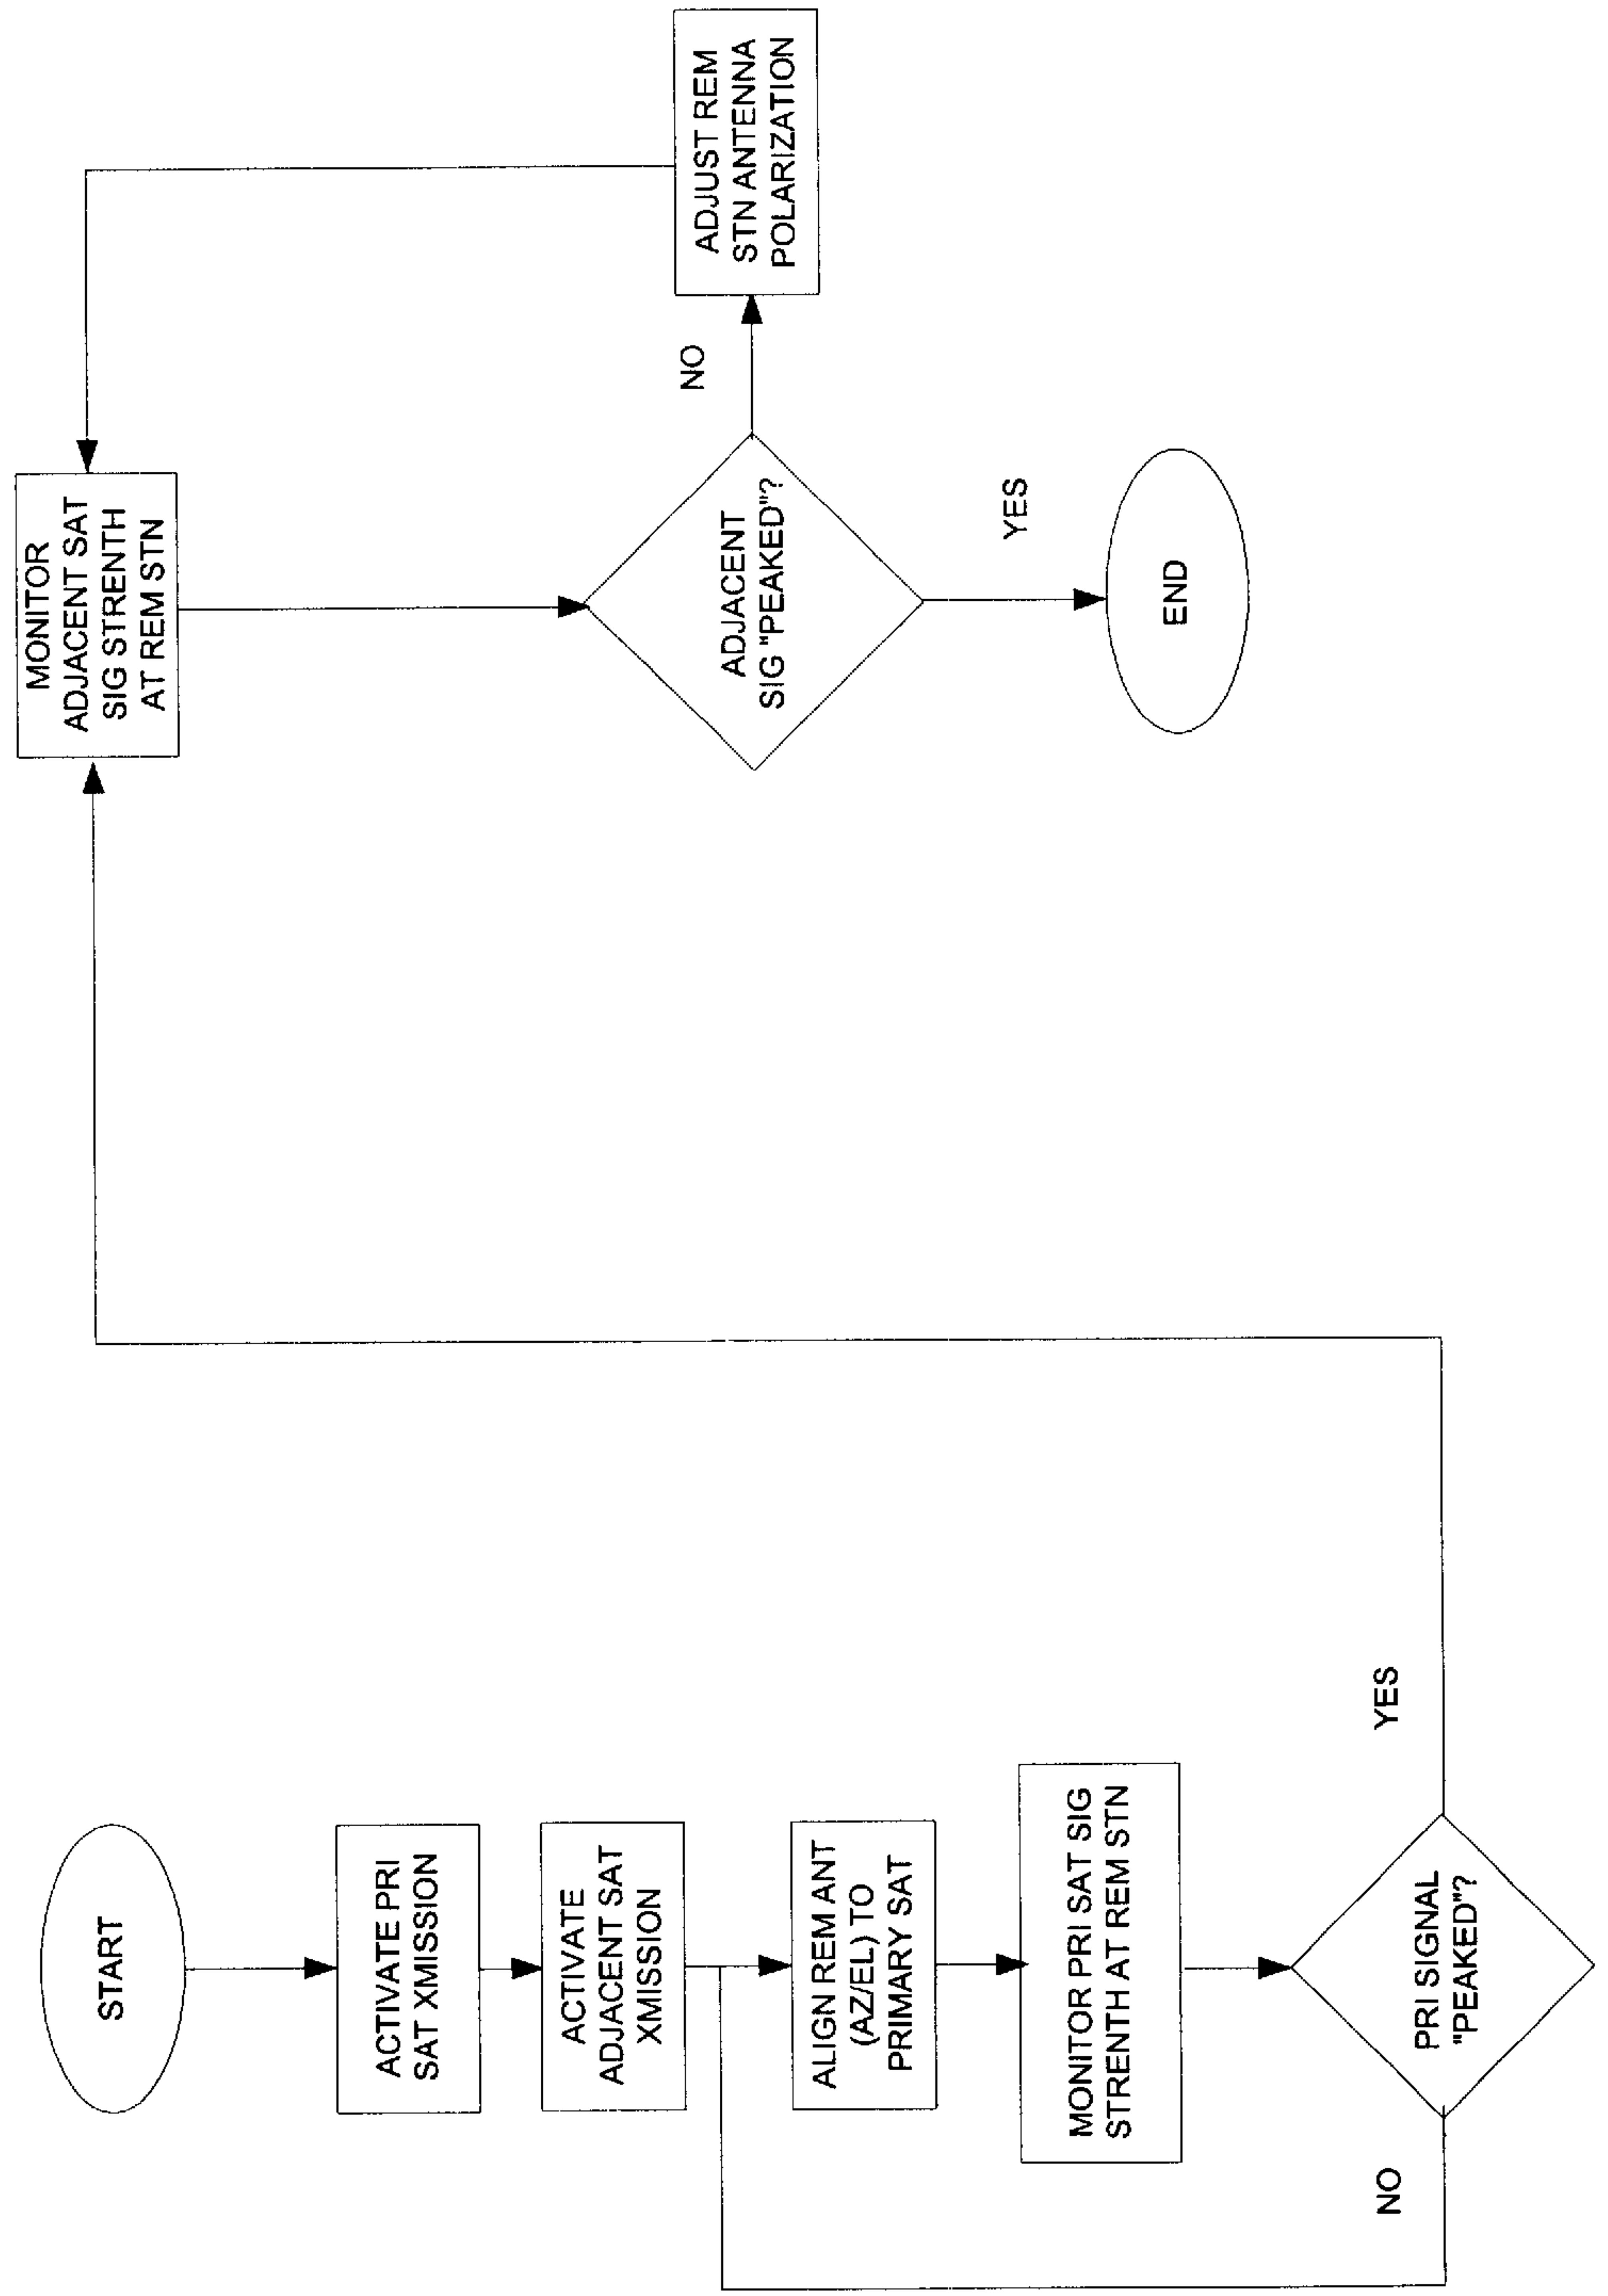 START
ACTIVATE PRI
SAT XMISSION
ACTIVATE
ADJACENT SAT
XMISSION
ALIGN REM ANT
(AZ/EL) TO
PRIMARY SAT
MONITOR PRI SAT SIG
STRENTH AT REM STN
PRI SIGNAL
"PEAKED"?
NO
YES
MONITOR
ADJACENT SAT
SIG STRENTH
AT REM STN
ADJACENT
SIG "PEAKED"?
NO
ADJUST REM
STN ANTENNA
POLARIZATION
YES
END